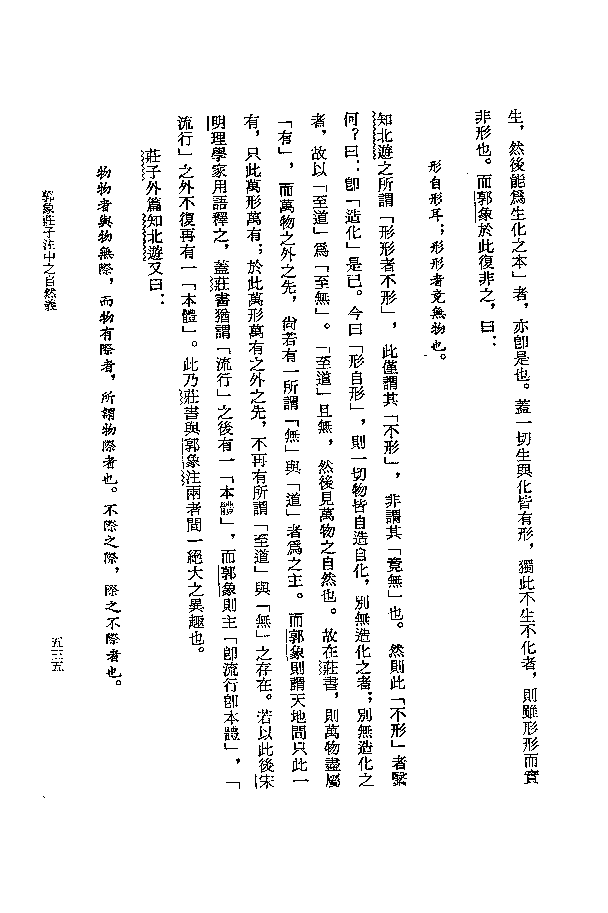 生，然後能爲生化之本」者，亦卽是也。蓋一切生與化皆有形，獨此不生不化者，則雖形形而實
非形也。而郭象於此復非之，曰：
形自形耳；形形者竟無物也。
知北遊之所謂「形形者不形」，此僅謂其「不形」，非謂其「竟無」也。然則此「不形」者緊
何？曰：卽「造化」是已。今曰「形自形」，則一切物皆自造自化，別無造化之者；別無造化之
者，故以「至道」爲「至無」。「至道」且無，然後見萬物之自然也。故在莊書，則萬物盡屬
「有」，而萬物之外之先，尙若有一所謂「無」與「道」者爲之主。而郭象則謂天地間只此一
有，只此萬形萬有；於此萬形萬有之外之先，不再有所謂「至道」與「無」之存在。若以此後宋
明理學家用語釋之，蓋莊書猶謂「流行」之後有一「本體」，而郭象則主「卽流行卽本體」，「
流行」之外不復再有一「本體」。此乃莊書與郭象注兩者間一絕大之異趣也。
莊子外篇知北遊又曰：
物物者與物無際，而物有際者，所謂物際者也。不際之際，際之不際者也。
郭象莊子注中之自然義
五三五